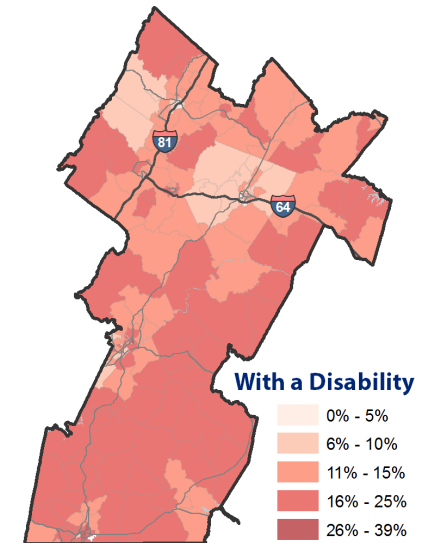 81
64
With a Disability
0% - 5%
6% - 10%
11% - 15%
16% - 25%
26% - 39%